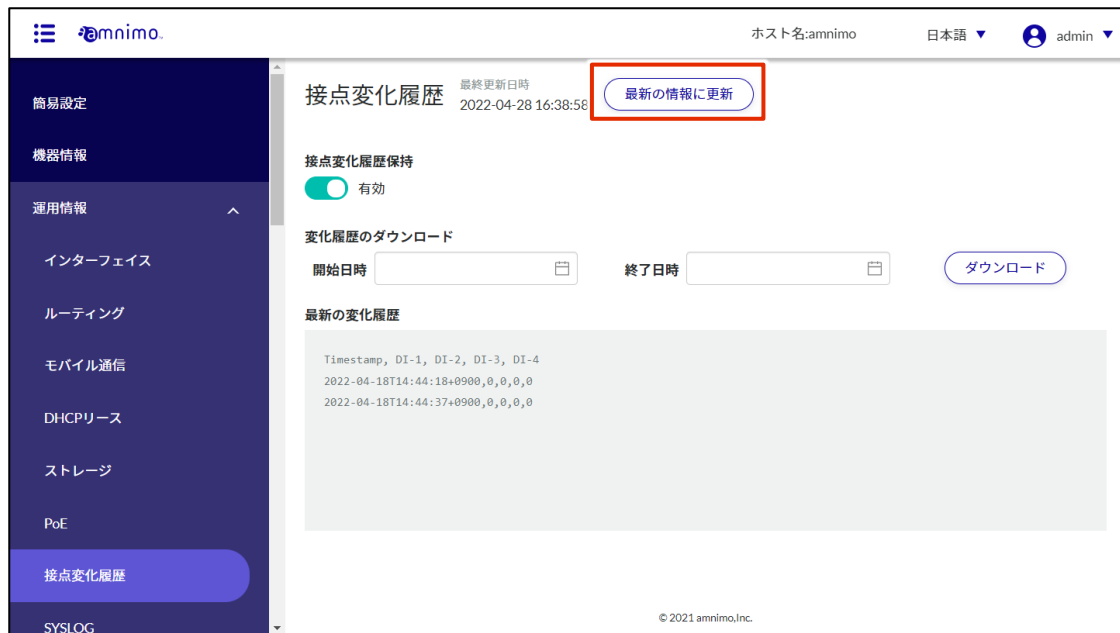 amnimo
ホスト名:amnimo
日本語
admin
簡易設定
機器情報
運用情報
インターフェイス
ルーティング
モバイル通信
DHCPリース
ストレージ
PoE
接点変化履歴
SYSLOG
接点変化履歴
最終更新日時
2022-04-28 16:38:58
最新の情報に更新
接点変化履歴保持
有効
変化履歴のダウンロード
開始日時
終了日時
ダウンロード
最新の変化履歴
Timestamp, DI-1, DI-2, DI-3, DI-4
2022-04-18T14:44:18+0900,0,0,0,0
2022-04-18T14:44:37+0900,0,0,0,0
© 2021 amnimo,Inc.